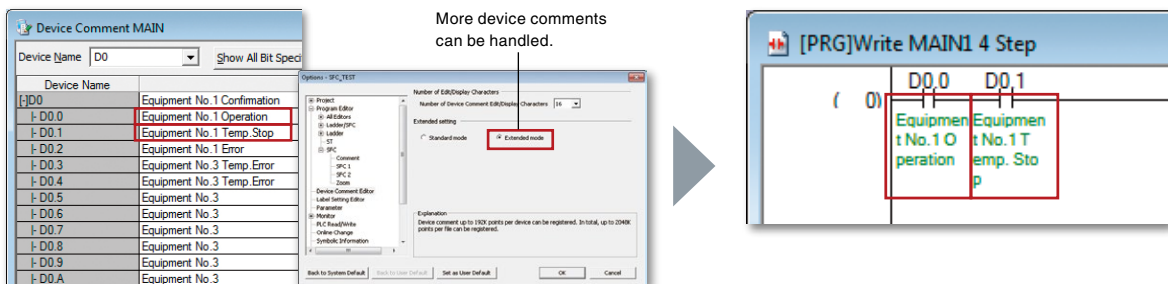 More device comments
can be handled.
Device Comment MAIN
Device Name D0 Show All Bit Speci
Device Name
[-]D0 Equipment No.1 Confimation
D0.0 Equipment No.1 Operation
D0.1 Equipment No.1 Temp.Stop
D0.2 Equipment No.1 Error
D0.3 Equipment No.3 Temp.Error
D0.4 Equipment No.3 Temp.Error
D0.5 Equipment No.3
D0.6 Equipment No.3
D0.7 Equipment No.3
D0.8 Equipment No.3
D0.9 Equipment No.3
D0.A Equipment No.3
Options - SFC_TEST
Project
Program Editor
All Editors
Ladder/SFC
Ladder
ST
SFC
Comment
SFC 1
SFC 2
Zoom
Device Comment Editor
Label Setting Editor
Parameter
Monitor
PLC Read/Write
Online Change
Symbolic Information
Number of Edit/Display Characters
Number of Device Comment Edit/Display Characters 16
Extended setting
Standard mode Extended mode
Explanation
Device comment up to 192K points per device can be registered. In total, up to 2048K
points per file can be registered.
Back to System Default Back to User Default Set as User Default OK Cancel
[PRG]Write MAIN1 4 Step
D0.0 D0.1
( 0)
Equipmen Equipmen
t No.1 O t No.1 T
peration emp. Sto
p